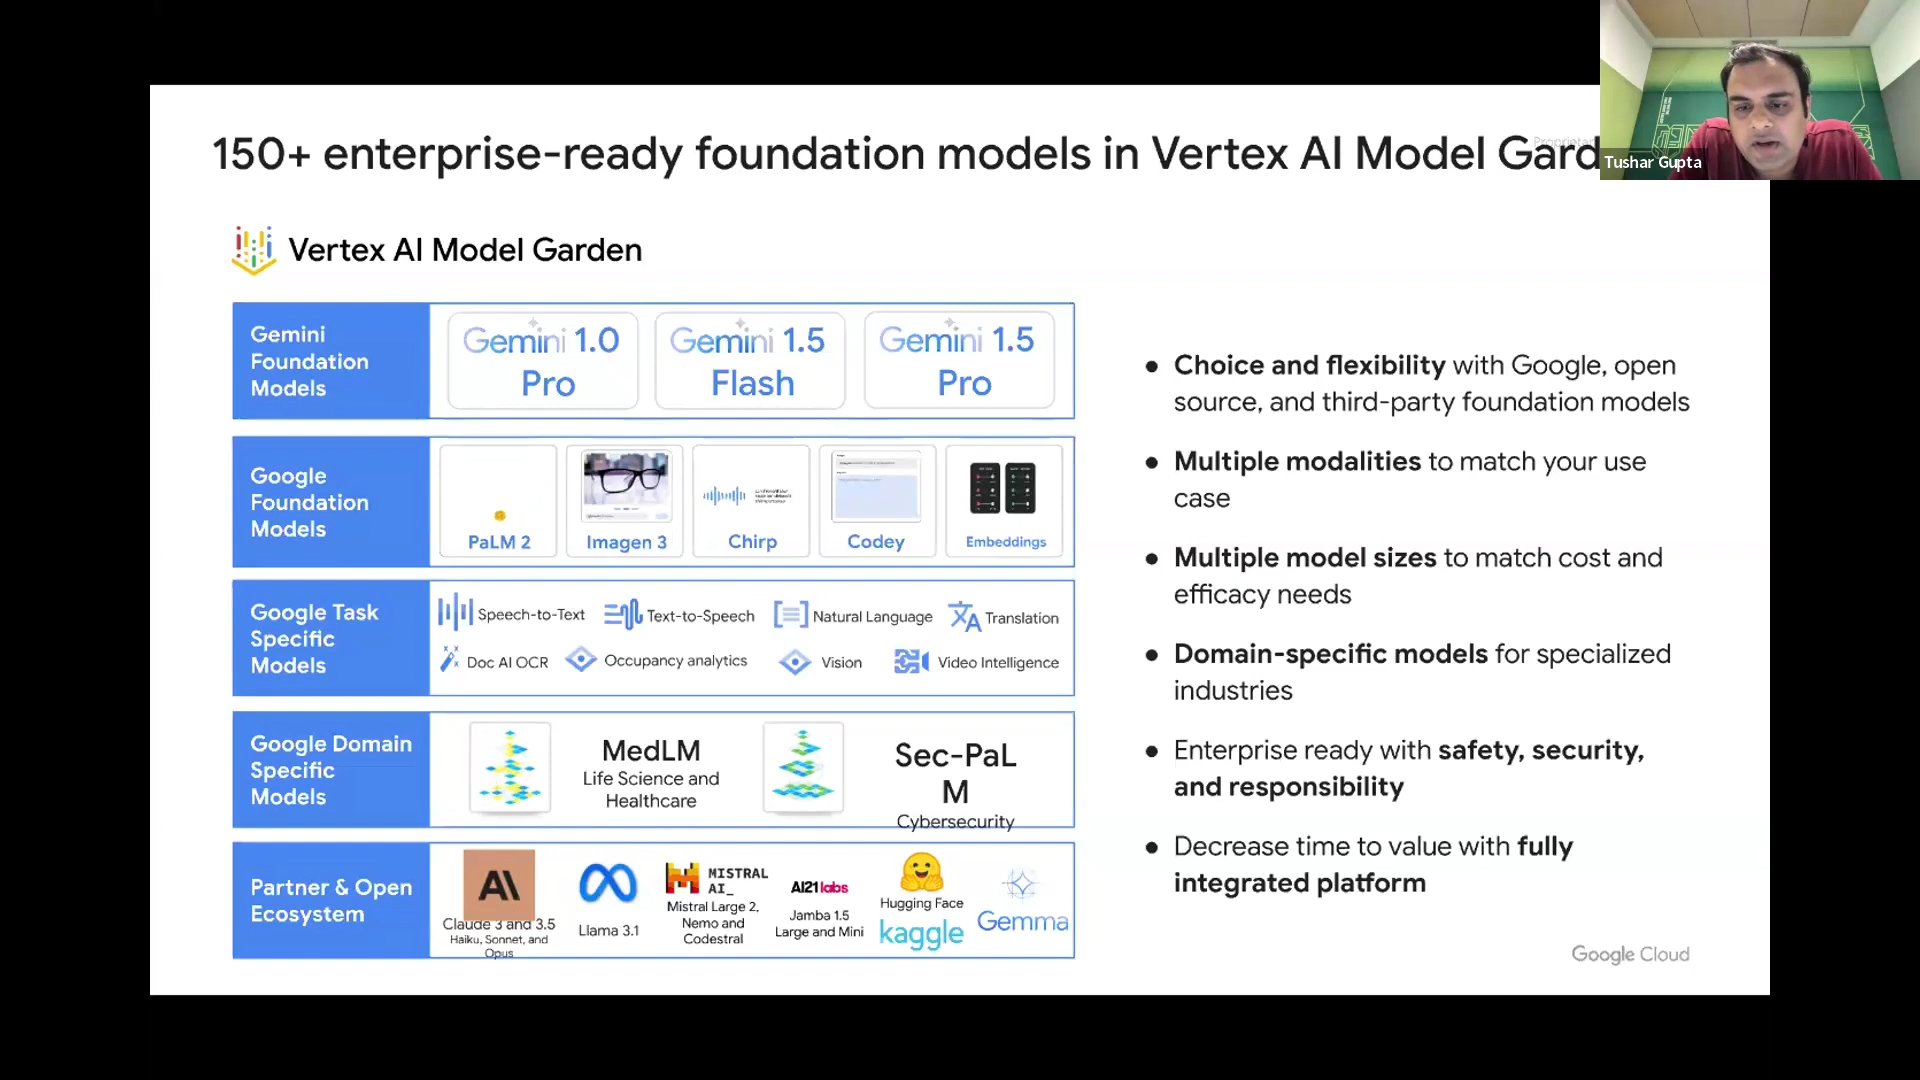 150+ enterprise-ready foundation models in Vertex AI Model Gard
Tushar Gupta
Vertex AI Model Garden
Gemini
Foundation
Models
Gemini 1.0
Pro
Gemini 1.5
Flash
Gemini 1.5
Pro
Google
Foundation
Models
PaLM 2
Imagen 3
Chirp
Codey
Embeddings
Google Task
Specific
Models
Speech-to-Text
Text-to-Speech
Natural Language
Translation
Doc AI OCR
Occupancy analytics
Vision
Video Intelligence
Google Domain
Specific
Models
MedLM
Life Science and
Healthcare
Sec-PaL
M
Cybersecurity
Partner & Open
Ecosystem
Claude 3 and 3.5
Haiku, Sonnet, and
Opus
Llama 3.1
MISTRAL
AI_
Mistral Large 2,
Nemo and
Codestral
AI21labs
Jamba 1.5
Large and Mini
Hugging Face
kaggle
Gemma
• Choice and flexibility with Google, open
source, and third-party foundation models
• Multiple modalities to match your use
case
• Multiple model sizes to match cost and
efficacy needs
• Domain-specific models for specialized
industries
• Enterprise ready with safety, security,
and responsibility
• Decrease time to value with fully
integrated platform
Google Cloud